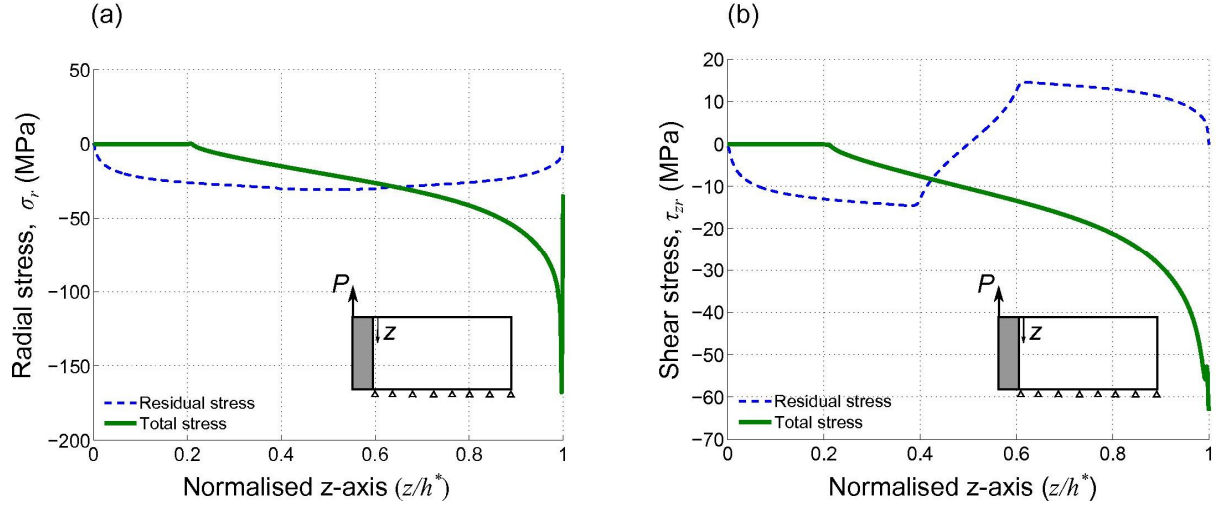 (a)
50
0
−50
−100
−150
−200
Radial stress, σr (MPa)
P
z
Residual stress
Total stress
0 0.2 0.4 0.6 0.8 1
Normalised z-axis (z/h*)
(b)
20
10
0
−10
−20
−30
−40
−50
−60
−70
Shear stress, τzr (MPa)
P
z
Residual stress
Total stress
0 0.2 0.4 0.6 0.8 1
Normalised z-axis (z/h*)